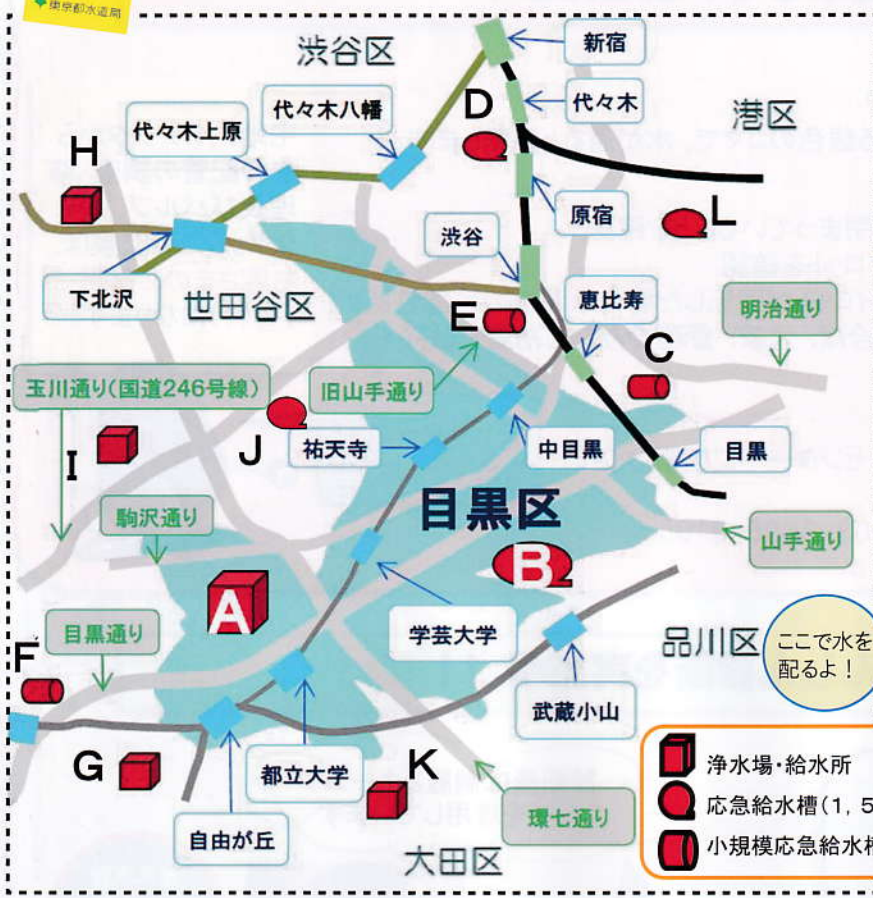 東京都水道局
渋谷区
新宿
代々木
港区
D
代々木八幡
代々木上原
H
原宿
L
渋谷
下北沢
世田谷区
恵比寿
明治通り
E
C
玉川通り(国道246号線)
旧山手通り
J
祐天寺
中目黒
目黒
I
目黒区
駒沢通り
山手通り
B
A
学芸大学
目黒通り
品川区
ここで水を
配るよ!
F
武蔵小山
G
都立大学
K
浄水場・給水所
応急給水槽(1,5
小規模応急給水槽
自由が丘
環七通り
大田区